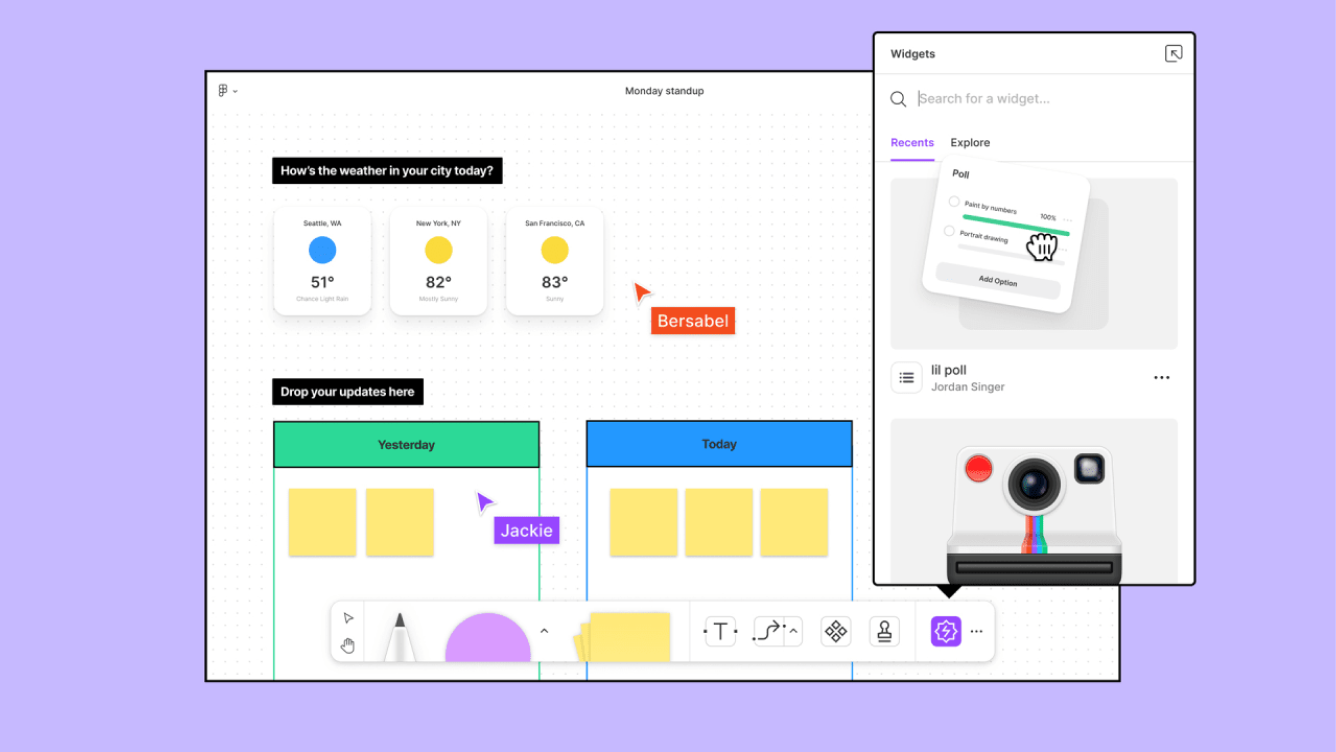 Widgets
Monday standup
Search for a widget...
Recents
Explore
How's the weather in your city today?
Poll
Paint by numbers
100%
Portrait drawing
Add Option
Seattle, WA
51°
Chance Light Rain
New York, NY
82°
Mostly Sunny
San Francisco, CA
83°
Sunny
Bersabel
lil poll
Jordan Singer
Drop your updates here
Yesterday
Today
Jackie
T